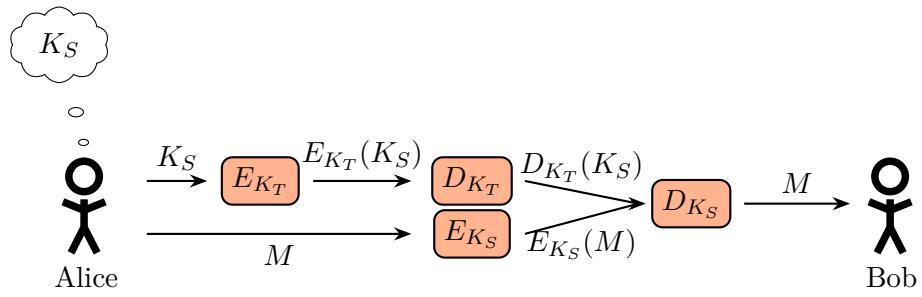 K_S
K_S
E_{K_T}
E_{K_T}(K_S)
D_{K_T}
D_{K_T}(K_S)
D_{K_S}
M
M
E_{K_S}
E_{K_S}(M)
Alice
Bob